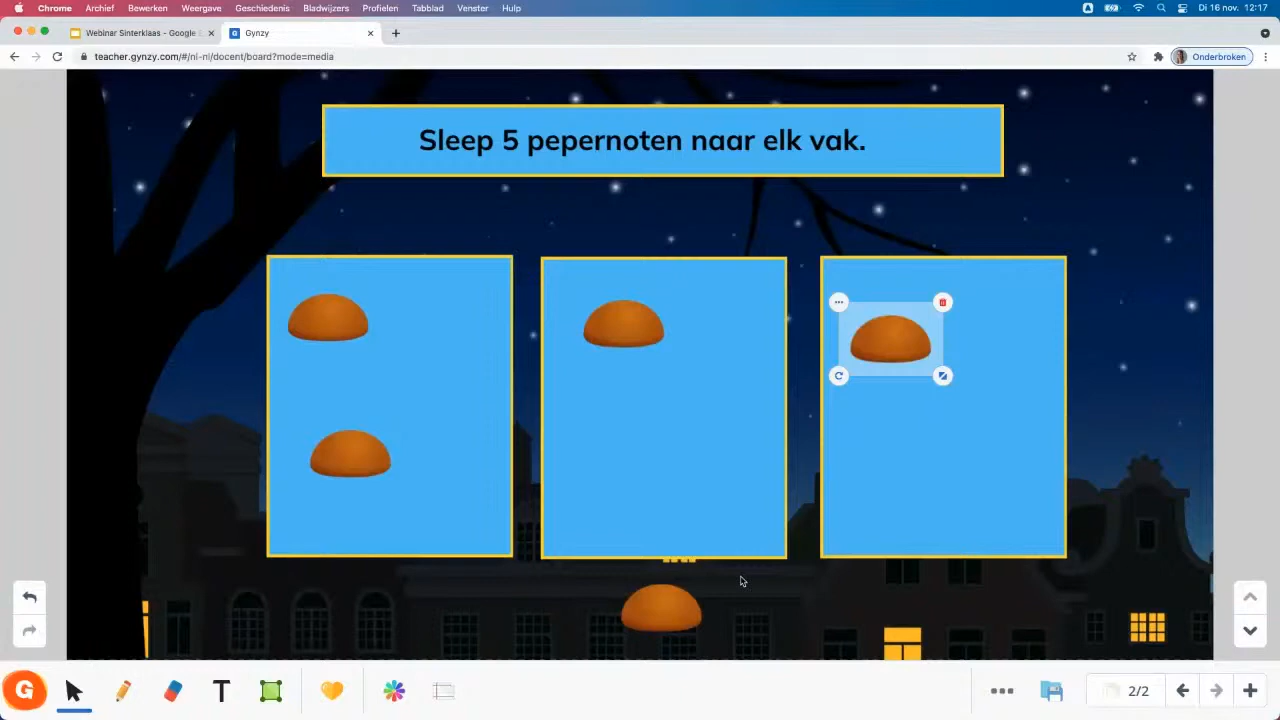 Chrome Archief Bewerken Weergave Geschiedenis Bladwijzers Profielen Tabblad Venster Hulp Di 16 nov. 12:17
Webinar Sinterklaas - Google Gynzy
teacher.gynzy.com/#/nl-nl/docent/board?mode=media Onderbroken
Sleep 5 pepernoten naar elk vak.
G T 2/2